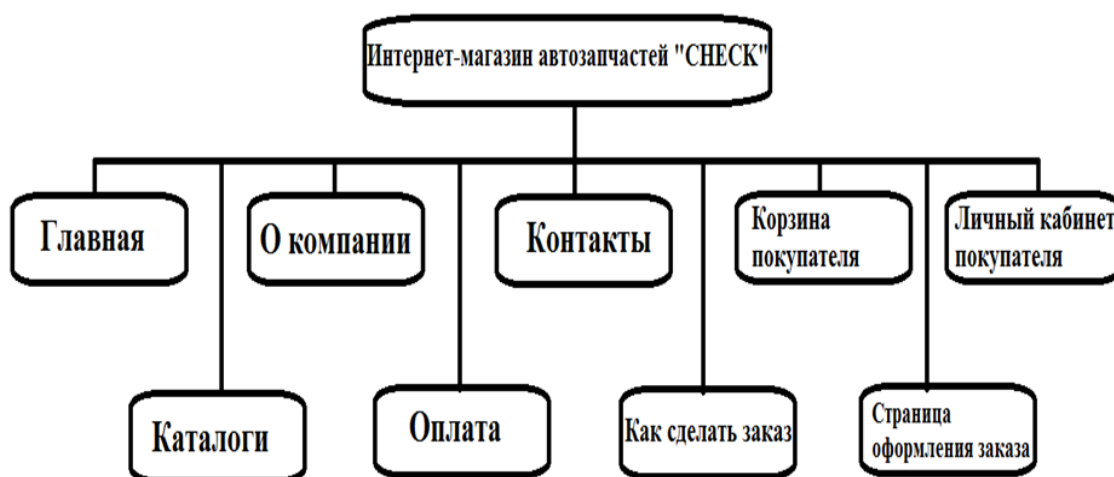 Интернет-магазин автозапчастей "CHECK"
Главная
О компании
Контакты
Корзина
покупателя
Личный кабинет
покупателя
Каталоги
Оплата
Как сделать заказ
Страница
оформления заказа